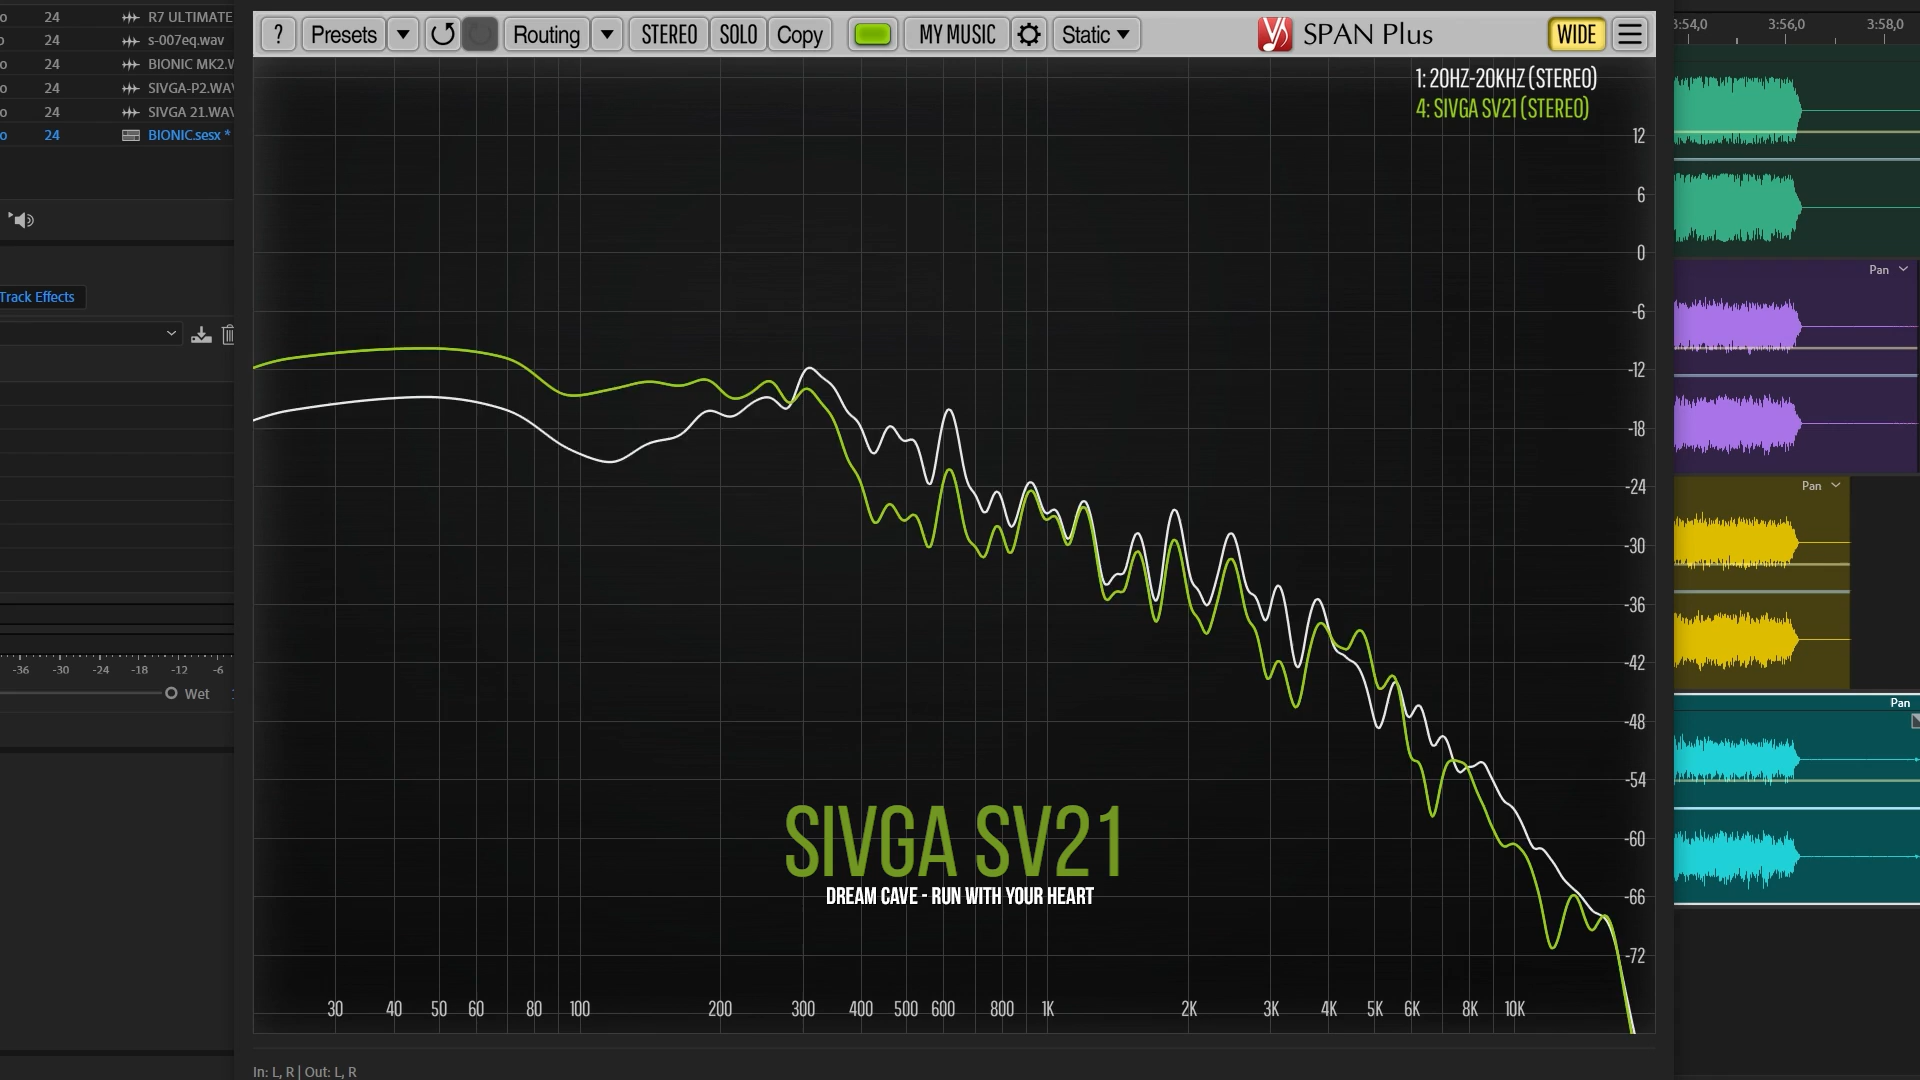 24 R7 ULTIMATE
24 s-007eq.wav
24 BIONIC MK2.W
24 SIVGA-P2.WAV
24 SIVGA 21.WAV
24 BIONIC.sesx *
Track Effects
-36 -30 -24 -18 -12 -6
Wet
? Presets Routing STEREO SOLO Copy MY MUSIC Static SPAN Plus WIDE
1: 20HZ-20KHZ (STEREO)
4: SIVGA SV21 (STEREO)
12
6
0
-6
-12
-18
-24
-30
-36
-42
-48
-54
-60
-66
-72
SIVGA SV21
DREAM CAVE - RUN WITH YOUR HEART
30 40 50 60 80 100 200 300 400 500 600 800 1K 2K 3K 4K 5K 6K 8K 10K
In: L, R | Out: L, R
3:54,0 3:56,0 3:58,0
Pan
Pan
Pan